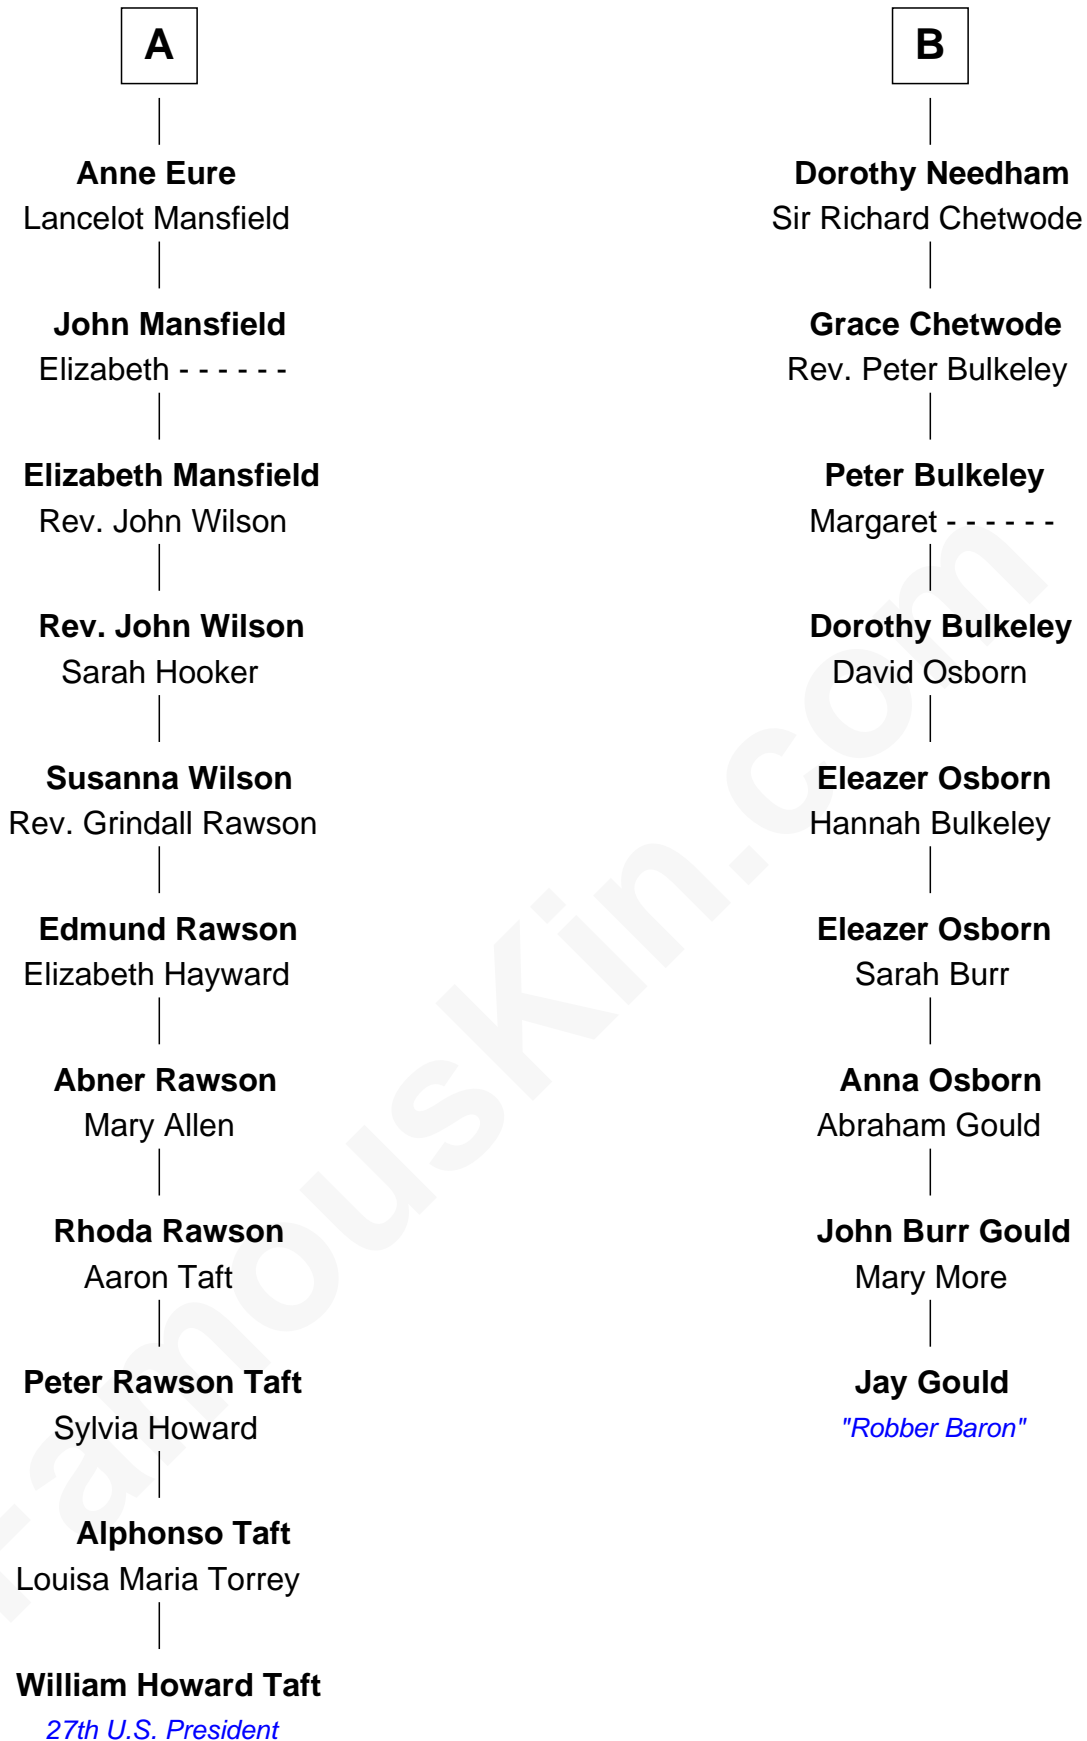 A
Anne Eure
Lancelot Mansfield
John Mansfield
Elizabeth - - - - - -
Elizabeth Mansfield
Rev. John Wilson
Rev. John Wilson
Sarah Hooker
Susanna Wilson
Rev. Grindall Rawson
Edmund Rawson
Elizabeth Hayward
Abner Rawson
Mary Allen
Rhoda Rawson
Aaron Taft
Peter Rawson Taft
Sylvia Howard
Alphonso Taft
Louisa Maria Torrey
William Howard Taft
27th U.S. President
B
Dorothy Needham
Sir Richard Chetwode
Grace Chetwode
Rev. Peter Bulkeley
Peter Bulkeley
Margaret - - - - - -
Dorothy Bulkeley
David Osborn
Eleazer Osborn
Hannah Bulkeley
Eleazer Osborn
Sarah Burr
Anna Osborn
Abraham Gould
John Burr Gould
Mary More
Jay Gould
"Robber Baron"
FamousKin.com